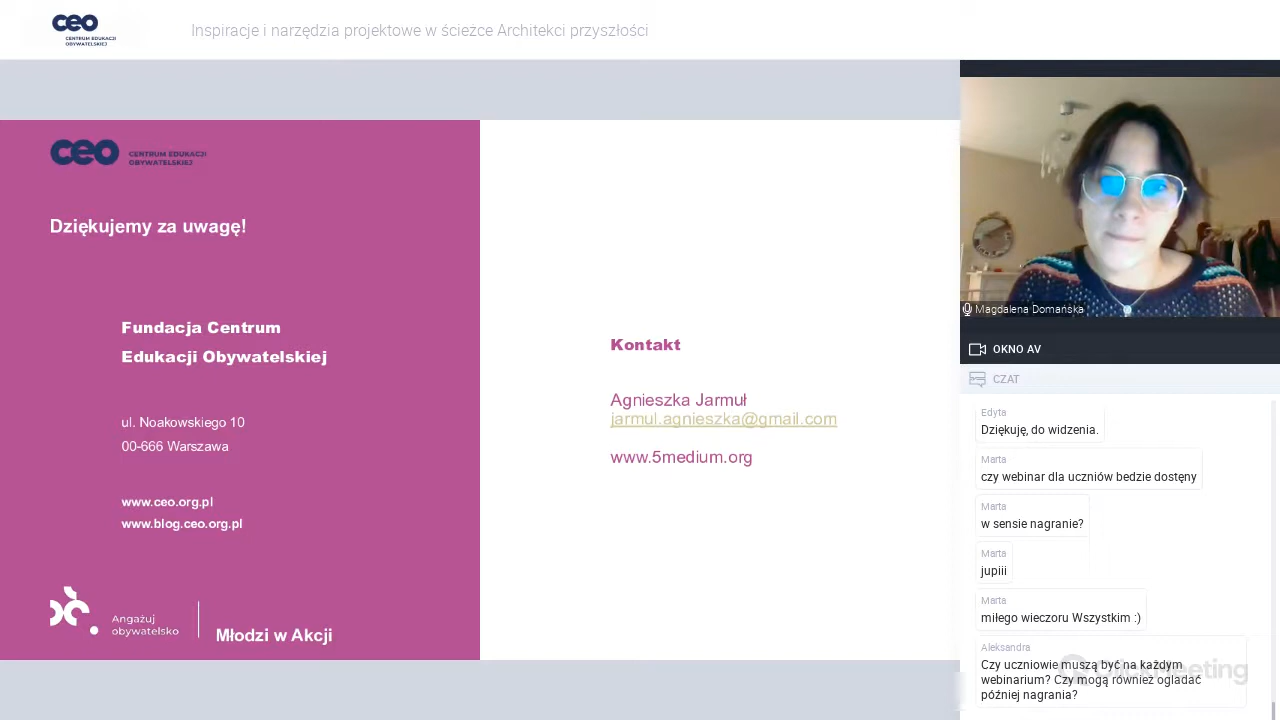 ceo
CENTRUM EDUKACJI
OBYWATELSKIEJ
Inspiracje i narzędzia projektowe w ścieżce Architekci przyszłości
ceo
CENTRUM EDUKACJI
OBYWATELSKIEJ
Dziękujemy za uwagę!
Fundacja Centrum
Edukacji Obywatelskiej
ul. Noakowskiego 10
00-666 Warszawa
www.ceo.org.pl
www.blog.ceo.org.pl
Angażuj
obywatelsko
Młodzi w Akcji
Kontakt
Agnieszka Jarmuł
jarmul.agnieszka@gmail.com
www.5medium.org
Magdalena Domańska
OKNO AV
CZAT
Edyta
Dziękuję, do widzenia.
Marta
czy webinar dla uczniów bedzie dostęny
Marta
w sensie nagranie?
Marta
jupiii
Marta
miłego wieczoru Wszystkim :)
Aleksandra
Czy uczniowie muszą być na każdym
webinarium? Czy mogą również oglądać
później nagrania?
ClickMeeting